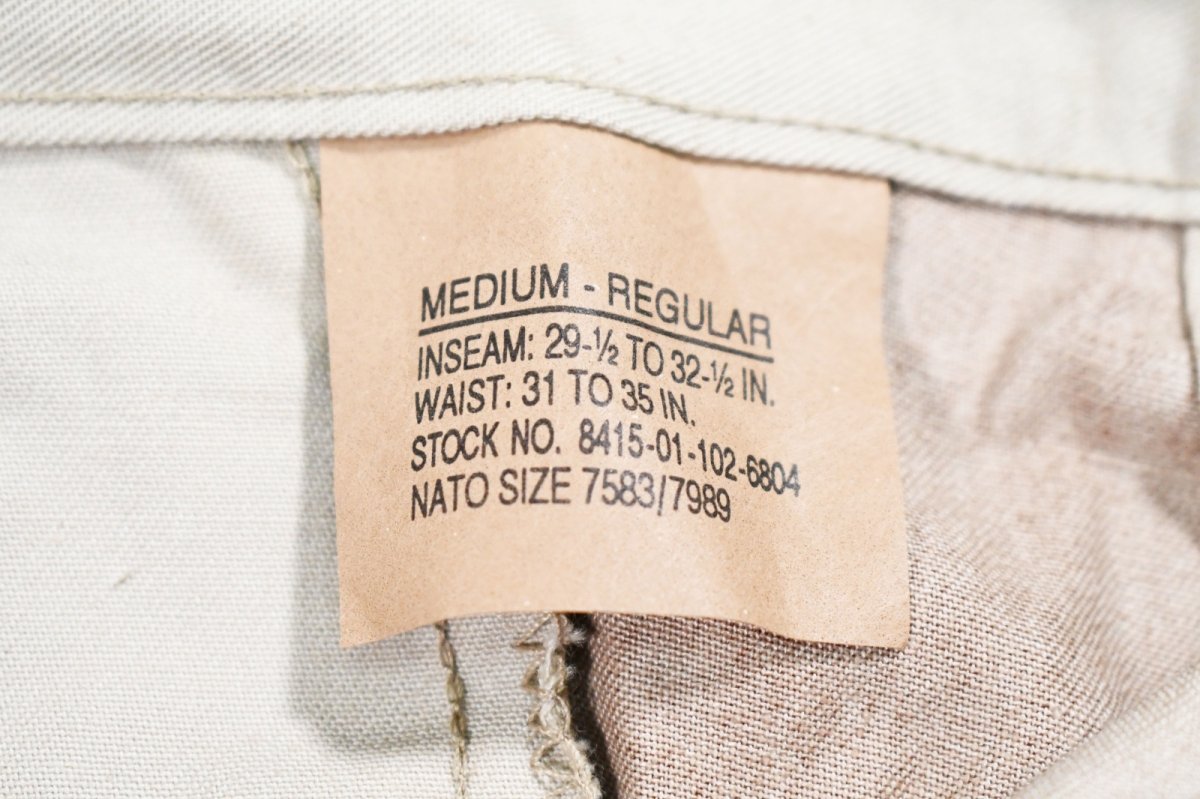 MEDIUM - REGULAR
INSEAM: 29-½ TO 32-½ IN.
WAIST: 31 TO 35 IN.
STOCK NO. 8415-01-102-6804
NATO SIZE 7583/7989